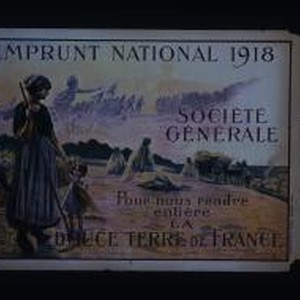 EMPRUNT NATIONAL 1918
SOCIÉTÉ
GÉNÉRALE
Pour nous rendre
entière
LA
DOUCE TERRE DE FRANCE